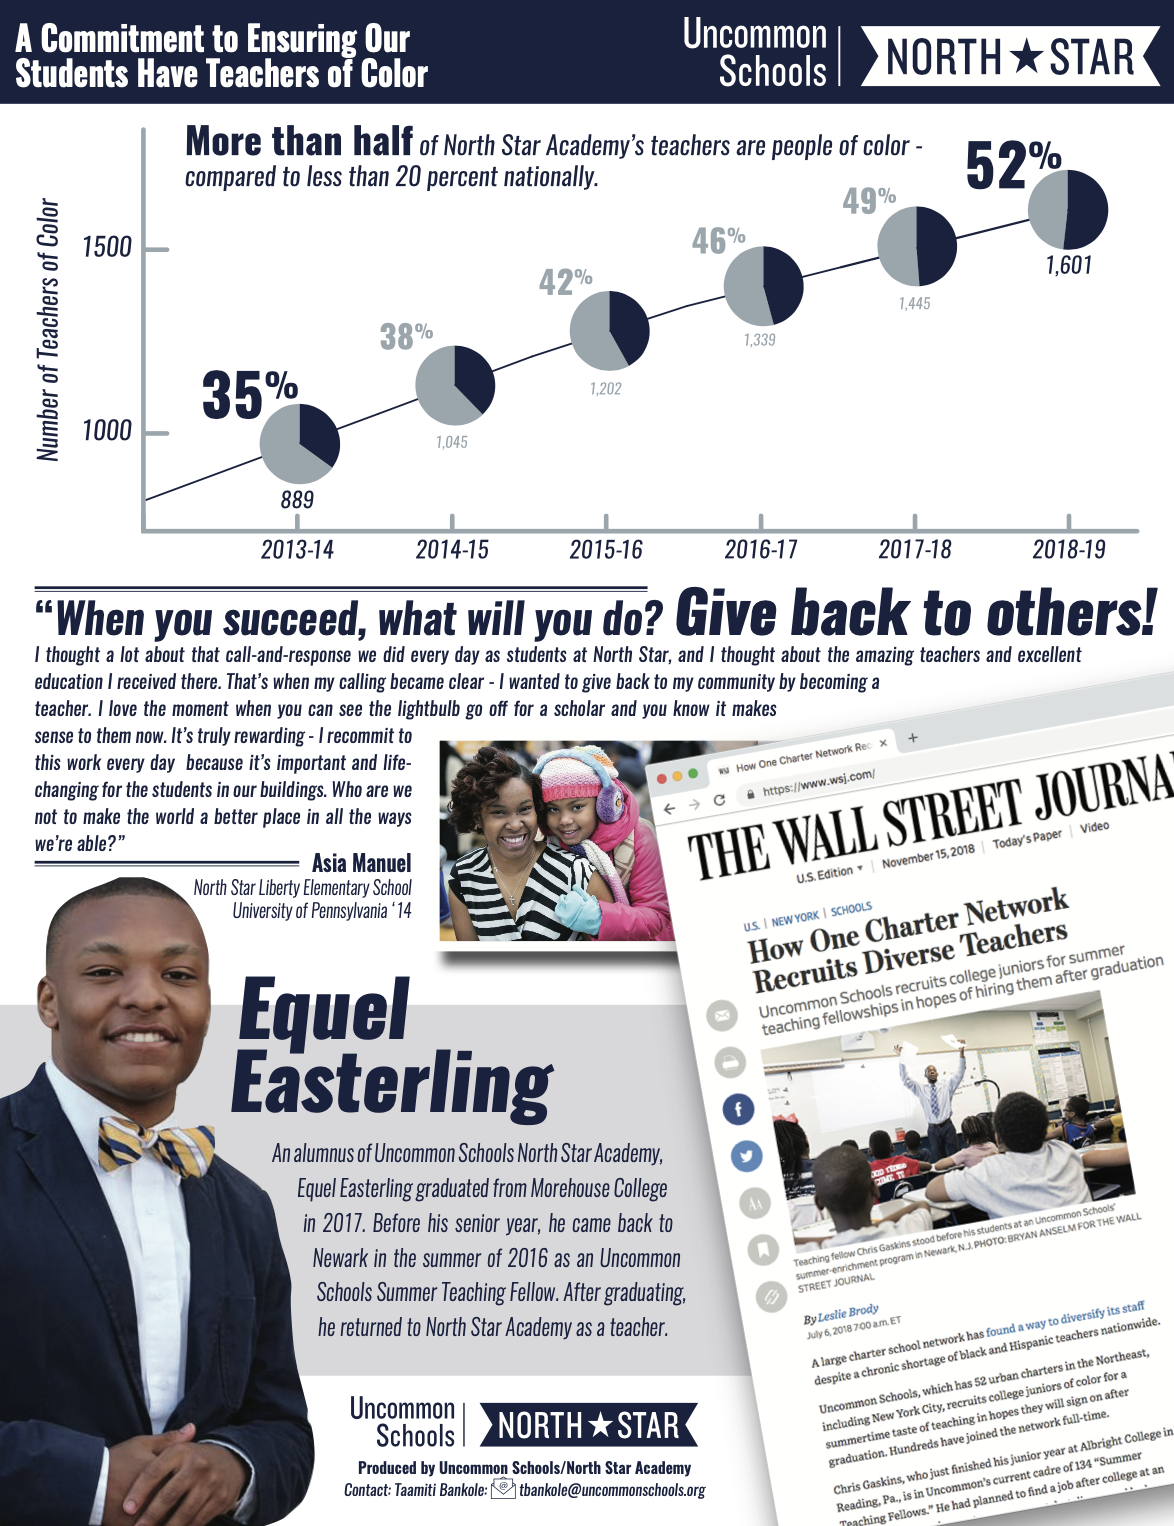 A Commitment to Ensuring Our
Students Have Teachers of Color
Uncommon
Schools
NORTH ★ STAR
More than half of North Star Academy's teachers are people of color -
compared to less than 20 percent nationally.
Number of Teachers of Color
1500
1000
35%
889
38%
1,045
42%
1,202
46%
1,339
49%
1,445
52%
1,601
2013-14
2014-15
2015-16
2016-17
2017-18
2018-19
“When you succeed, what will you do? Give back to others!
I thought a lot about that call-and-response we did every day as students at North Star, and I thought about the amazing teachers and excellent
education I received there. That's when my calling became clear - I wanted to give back to my community by becoming a
teacher. I love the moment when you can see the lightbulb go off for a scholar and you know it makes
sense to them now. It's truly rewarding - I recommit to
this work every day because it's important and life-
changing for the students in our buildings. Who are we
not to make the world a better place in all the ways
we're able?”
Asia Manuel
North Star Liberty Elementary School
University of Pennsylvania ‘14
Equel
Easterling
An alumnus of Uncommon Schools North Star Academy,
Equel Easterling graduated from Morehouse College
in 2017. Before his senior year, he came back to
Newark in the summer of 2016 as an Uncommon
Schools Summer Teaching Fellow. After graduating,
he returned to North Star Academy as a teacher.
WSJ How One Charter Network Rec × +
https://www.wsj.com/
THE WALL STREET JOURNA
U.S. Edition ▾ | November 15, 2018 | Today's Paper | Video
U.S. | NEW YORK | SCHOOLS
How One Charter Network
Recruits Diverse Teachers
Uncommon Schools recruits college juniors for summer
teaching fellowships in hopes of hiring them after graduation
f
AA
Teaching fellow Chris Gaskins stood before his students at an Uncommon Schools'
summer-enrichment program in Newark, N.J. PHOTO: BRYAN ANSELM FOR THE WALL
STREET JOURNAL
By Leslie Brody
July 6, 2018 7:00 a.m. ET
A large charter school network has found a way to diversify its staff
despite a chronic shortage of black and Hispanic teachers nationwide.
Uncommon Schools, which has 52 urban charters in the Northeast,
including New York City, recruits college juniors of color for a
summertime taste of teaching in hopes they will sign on after
graduation. Hundreds have joined the network full-time.
Chris Gaskins, who just finished his junior year at Albright College in
Reading, Pa., is in Uncommon's current cadre of 134 “Summer
Teaching Fellows.” He had planned to find a job after college at an
Uncommon
Schools
NORTH ★ STAR
Produced by Uncommon Schools/North Star Academy
Contact: Taamiti Bankole: @ tbankole@uncommonschools.org